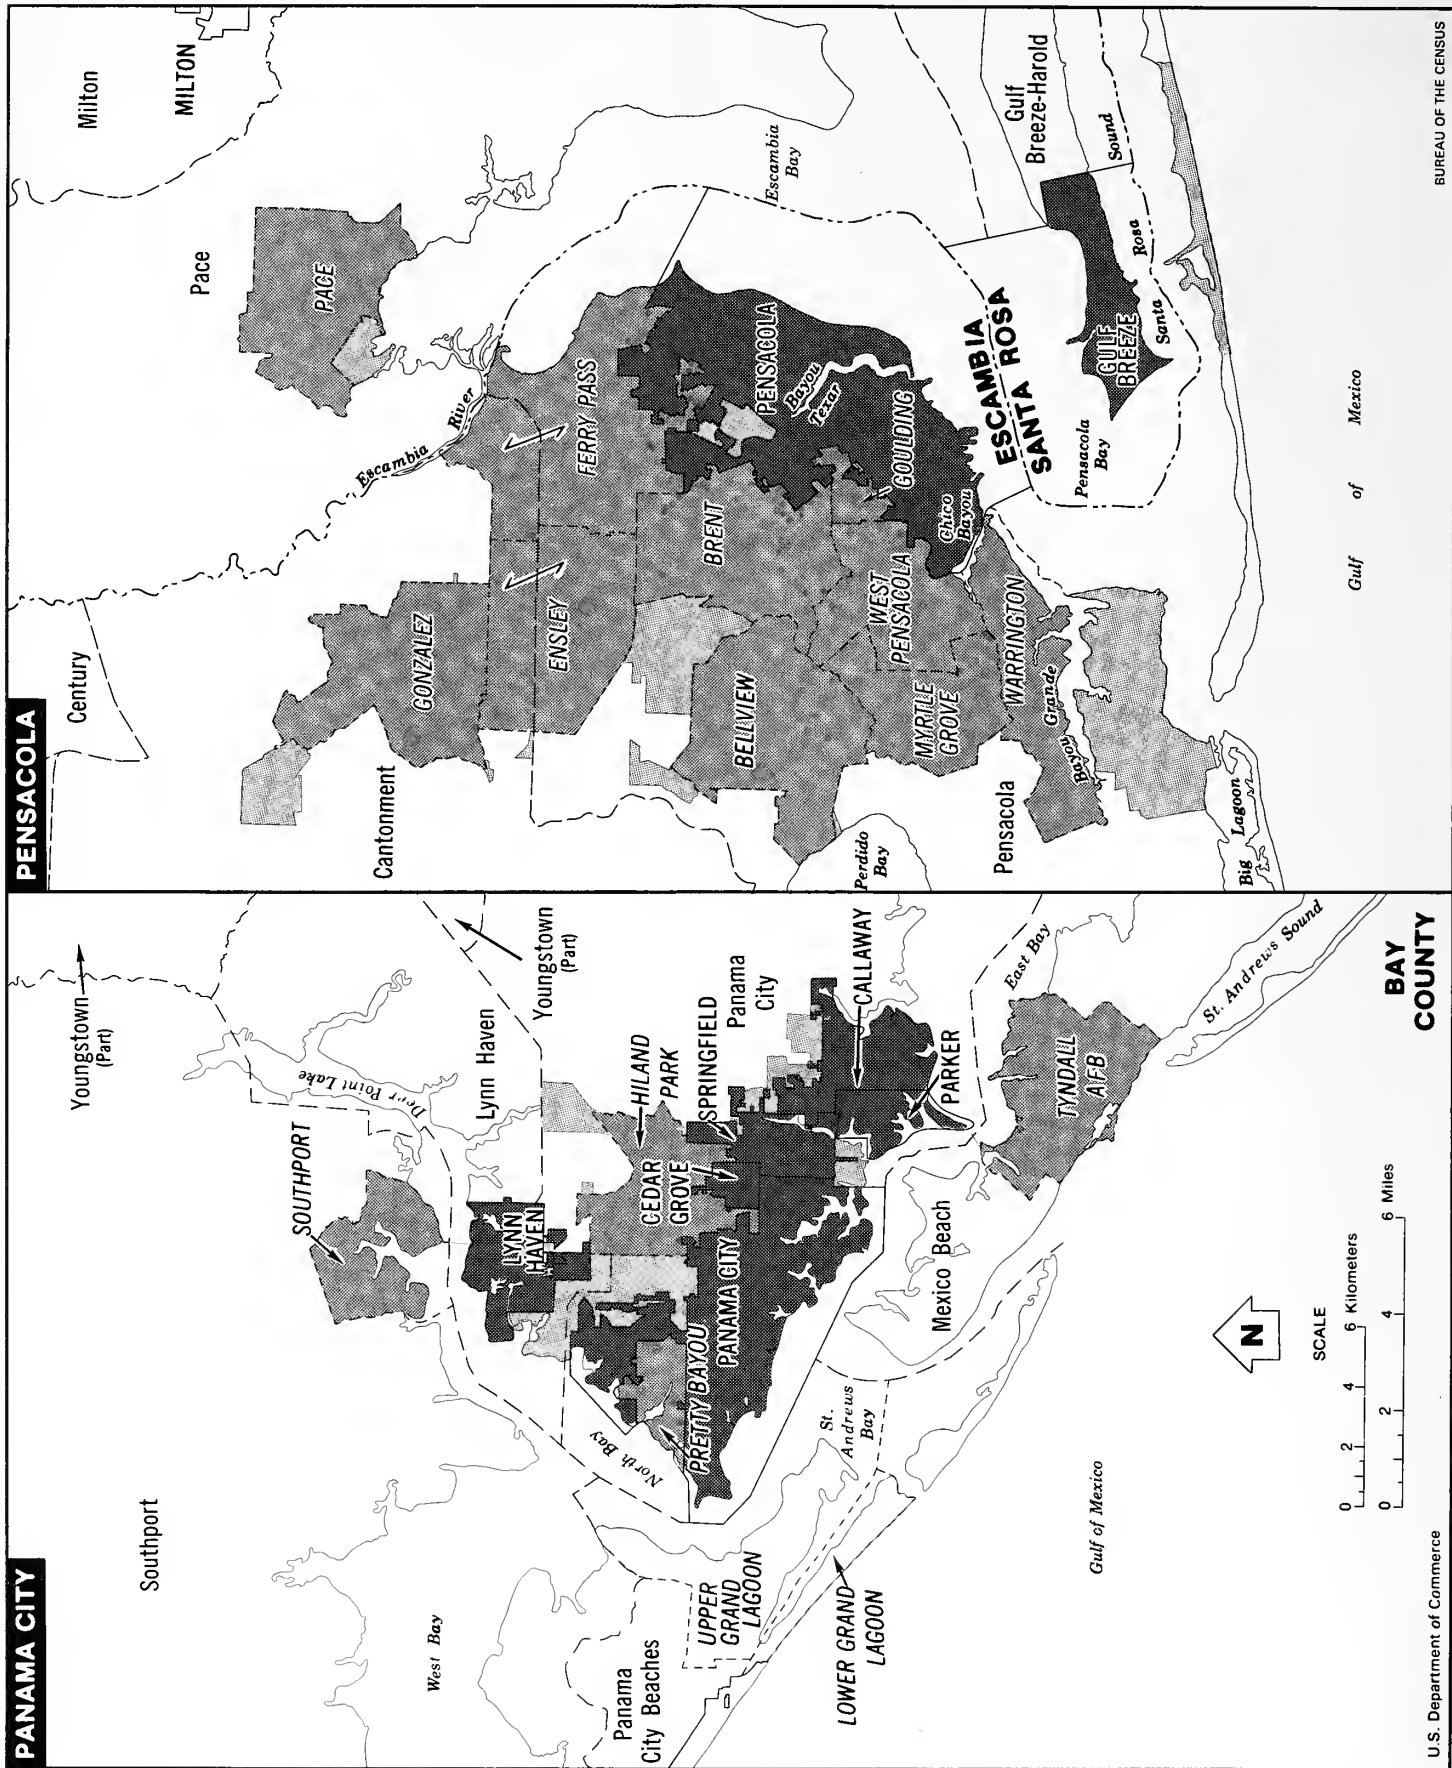 PANAMA CITY
Southport
Youngstown
(Part)
SOUTHPORT
Deer Point Lake
Lynn Haven
Youngstown
(Part)
West Bay
North Bay
LYNN
HAVEN
HILAND
PARK
CEDAR
GROVE
SPRINGFIELD
Panama
City
PRETTY BAYOU
PANAMA CITY
CALLAWAY
PARKER
Panama
City Beaches
UPPER
GRAND
LAGOON
LOWER GRAND
LAGOON
St.
Andrews
Bay
Mexico Beach
East Bay
TYNDALL
AFB
St. Andrews Sound
Gulf of Mexico
N
SCALE
0 2 4 6 Kilometers
0 2 4 6 Miles
BAY
COUNTY
U.S. Department of Commerce
PENSACOLA
Century
Milton
MILTON
Pace
PACE
Cantonment
GONZALEZ
Escambia
River
ENSLEY
FERRY PASS
Escambia
Bay
BELLVIEW
BRENT
PENSACOLA
Bayou
Texar
GOULDING
Perdido
Bay
MYRTLE
GROVE
WEST
PENSACOLA
Chico
Bayou
Pensacola
WARRINGTON
Bayou
Grande
ESCAMBIA
SANTA ROSA
Gulf
Breeze-Harold
Pensacola
Bay
GULF
BREEZE
Santa
Rosa
Sound
Big
Lagoon
Gulf
of
Mexico
BUREAU OF THE CENSUS